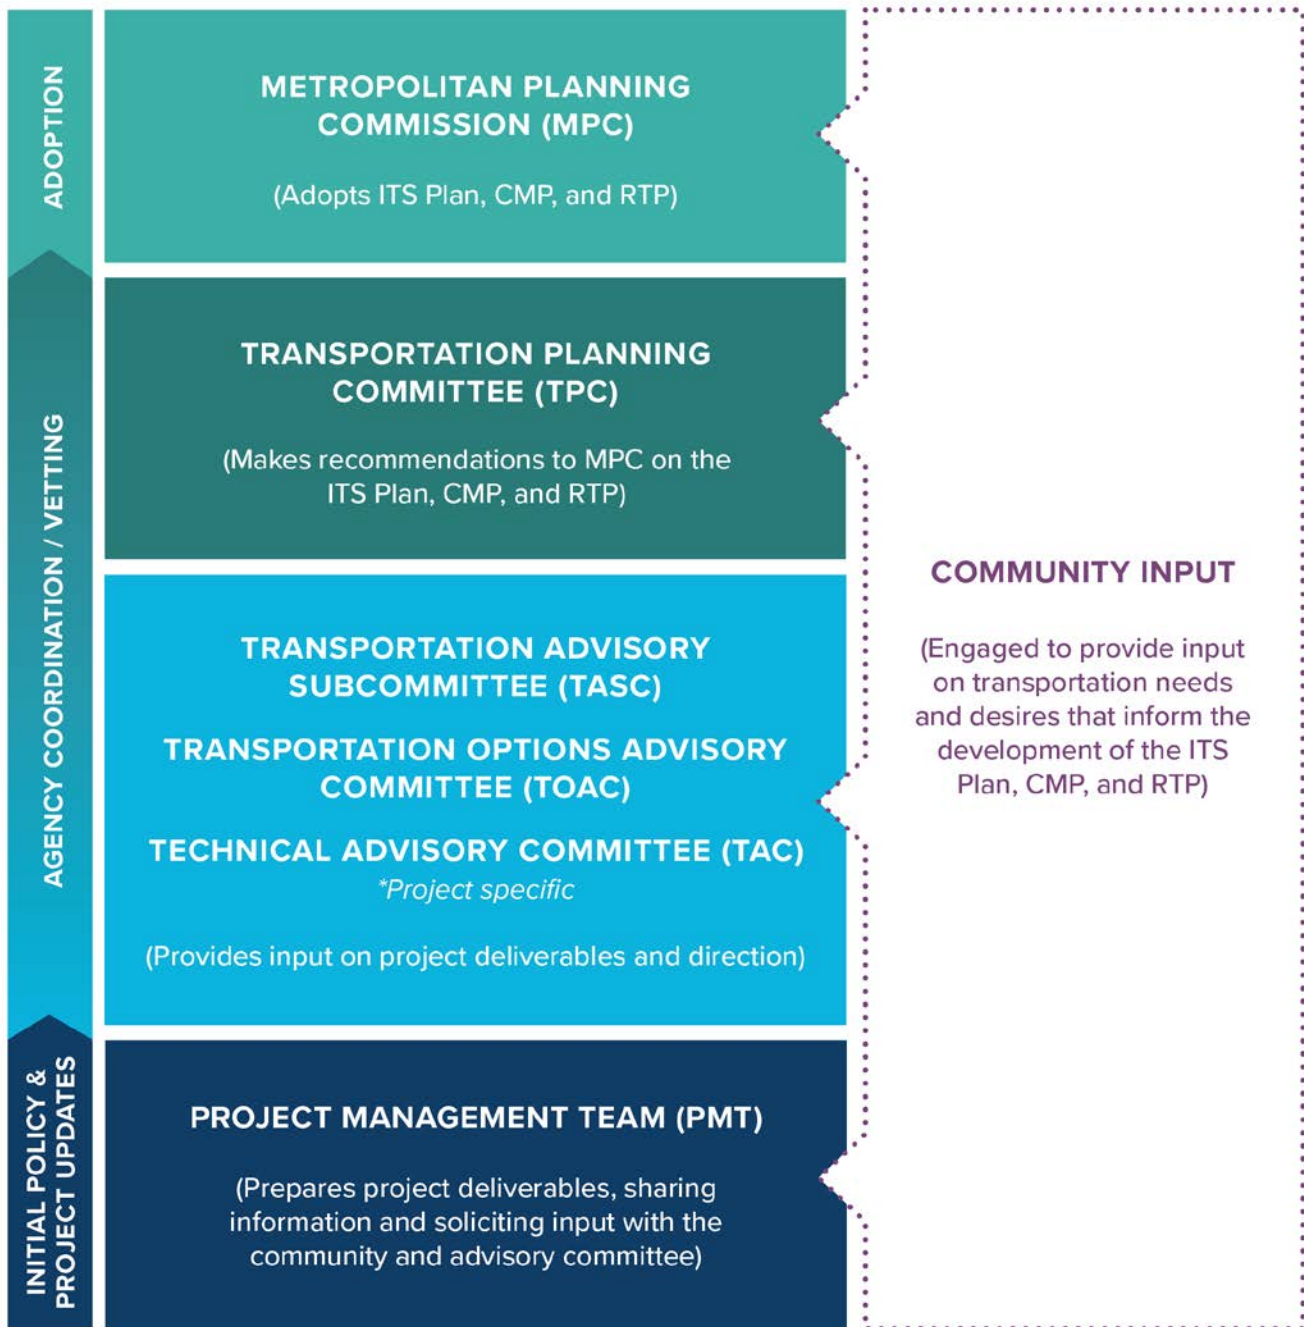 ADOPTION
METROPOLITAN PLANNING
COMMISSION (MPC)
(Adopts ITS Plan, CMP, and RTP)
AGENCY COORDINATION / VETTING
TRANSPORTATION PLANNING
COMMITTEE (TPC)
(Makes recommendations to MPC on the
ITS Plan, CMP, and RTP)
TRANSPORTATION ADVISORY
SUBCOMMITTEE (TASC)
TRANSPORTATION OPTIONS ADVISORY
COMMITTEE (TOAC)
TECHNICAL ADVISORY COMMITTEE (TAC)
*Project specific
(Provides input on project deliverables and direction)
INITIAL POLICY &
PROJECT UPDATES
PROJECT MANAGEMENT TEAM (PMT)
(Prepares project deliverables, sharing
information and soliciting input with the
community and advisory committee)
COMMUNITY INPUT
(Engaged to provide input
on transportation needs
and desires that inform the
development of the ITS
Plan, CMP, and RTP)